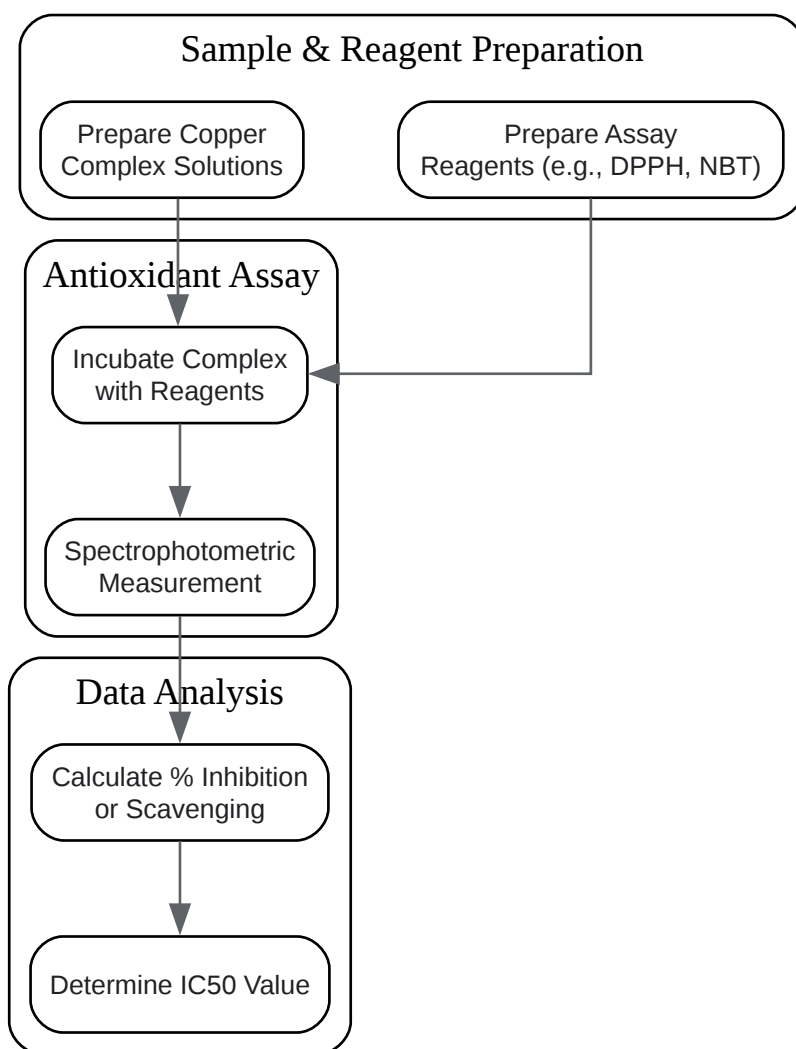 Sample & Reagent Preparation
Prepare Copper
Complex Solutions
Prepare Assay
Reagents (e.g., DPPH, NBT)
Antioxidant Assay
Incubate Complex
with Reagents
Spectrophotometric
Measurement
Data Analysis
Calculate % Inhibition
or Scavenging
Determine IC50 Value